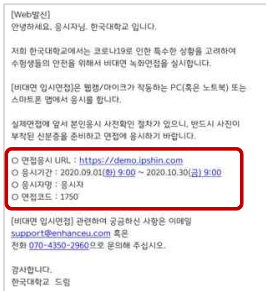 [Web발신]
안녕하세요, 응시자님. 한국대학교 입니다.
저희 한국대학교에서는 코로나19로 인한 특수한 상황을 고려하여
수험생들의 안전을 위해서 비대면 녹화면접을 실시합니다.
[비대면 입시면접]은 웹캠/마이크가 작동하는 PC(혹은 노트북) 또는
스마트폰 앱에서 응시를 합니다.
실제면접에 앞서 본인응시 사전확인 절차가 있으니, 반드시 사진이
부착된 신분증을 준비하고 면접에 응시하기 바랍니다.
○ 면접응시 URL : https://demo.ipshin.com
○ 응시기간 : 2020.09.01(화) 9:00 ~ 2020.10.30(금) 9:00
○ 응시자명 : 응시자
○ 면접코드 : 1750
[비대면 입시면접] 관련하여 궁금하신 사항은 이메일
support@enhanceu.com 혹은
전화 070-4350-2960으로 문의해 주십시오.
감사합니다.
한국대학교 드림